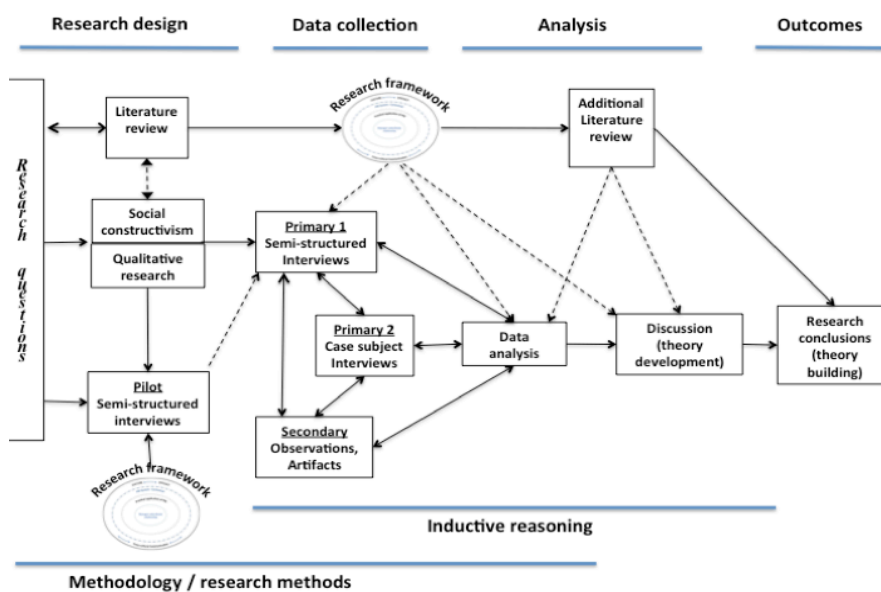 Research design
Data collection
Analysis
Outcomes
Research questions
Literature
review
Research framework
Additional
Literature
review
Social
constructivism
Qualitative
research
Primary 1
Semi-structured
Interviews
Primary 2
Case subject
Interviews
Data
analysis
Discussion
(theory
development)
Research
conclusions
(theory
building)
Pilot
Semi-structured
interviews
Secondary
Observations,
Artifacts
Research framework
Inductive reasoning
Methodology / research methods